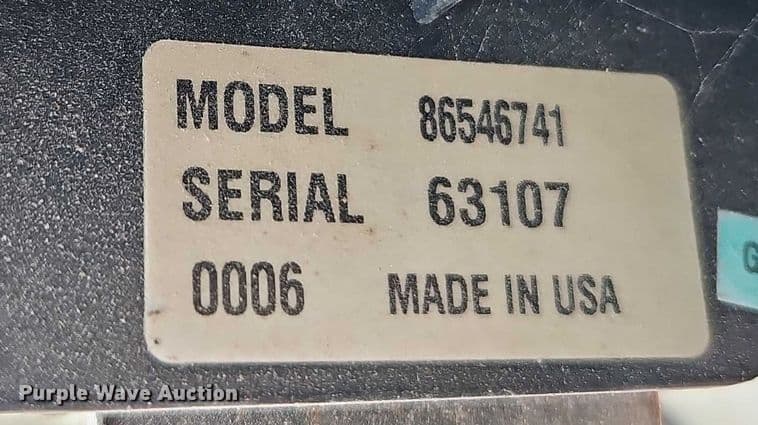 MODEL 86546741
SERIAL 63107
0006 MADE IN USA
G
Purple Wave Auction